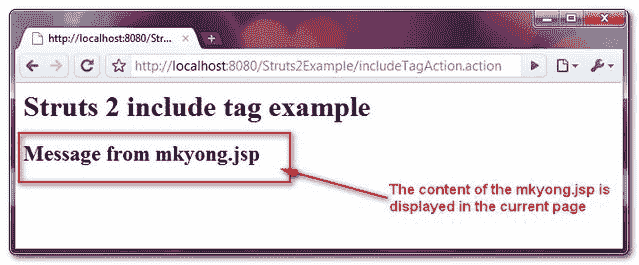 http://localhost:8080/Str...
http://localhost:8080/Struts2Example/includeTagAction.action
Struts 2 include tag example
Message from mkyong.jsp
The content of the mkyong.jsp is
displayed in the current page